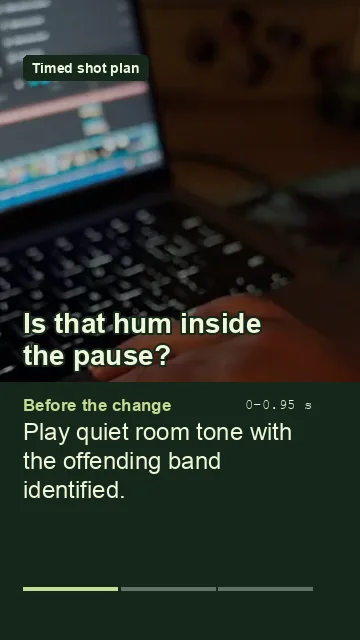 Timed shot plan
Is that hum inside
the pause?
Before the change 0–0.95 s
Play quiet room tone with
the offending band
identified.